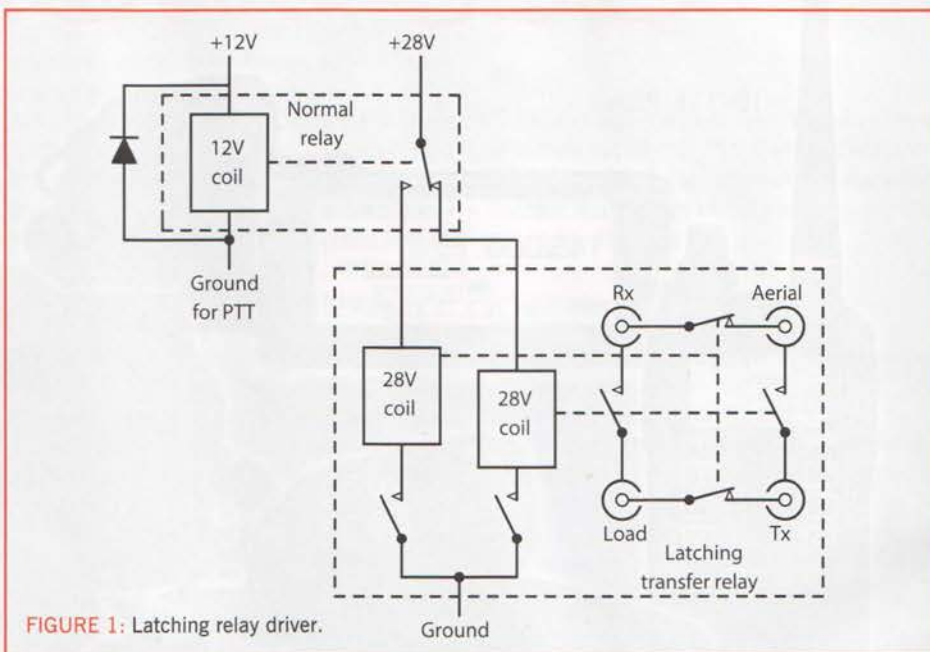 +12V
+28V
Normal
relay
12V
coil
Ground
for PTT
Rx
Aerial
28V
coil
28V
coil
Load
Tx
Latching
transfer relay
Ground
FIGURE 1: Latching relay driver.